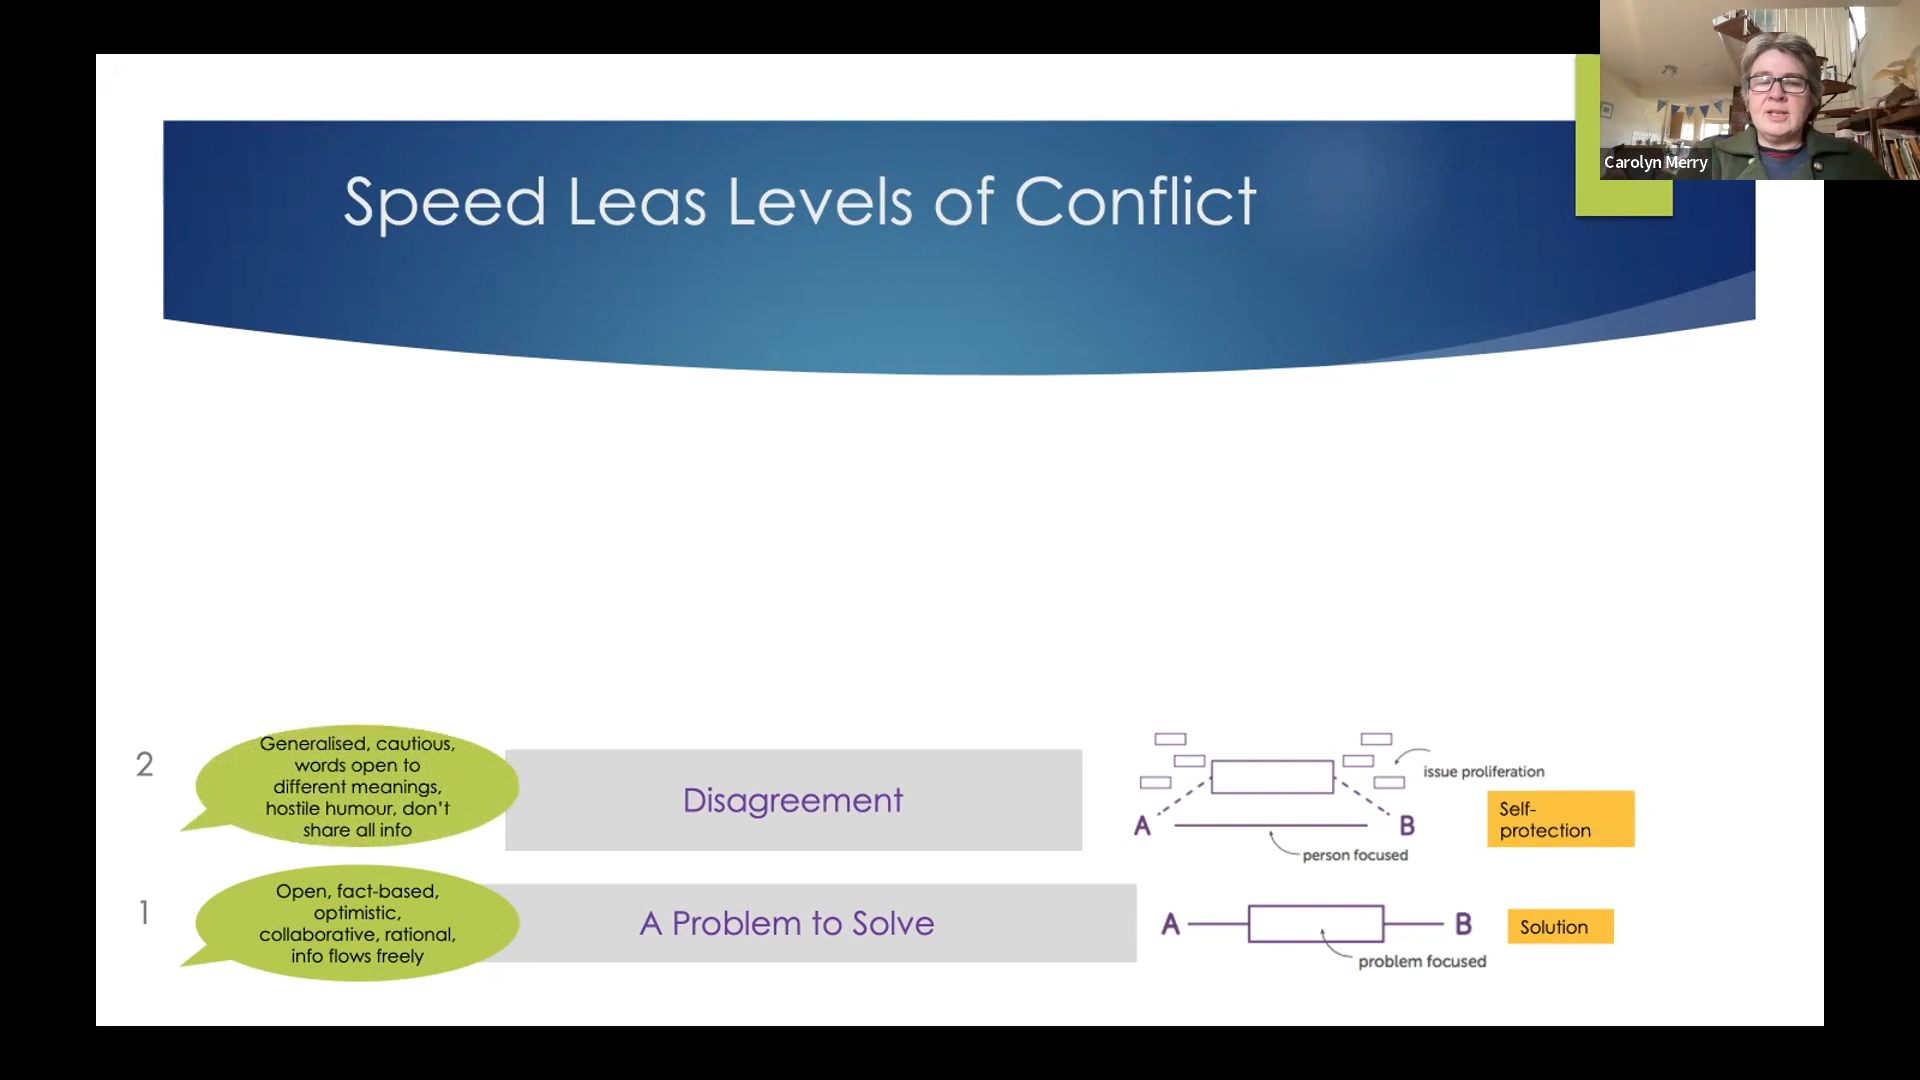 Carolyn Merry
Speed Leas Levels of Conflict
2
Generalised, cautious,
words open to
different meanings,
hostile humour, don't
share all info
Disagreement
issue proliferation
A
B
person focused
Self-
protection
1
Open, fact-based,
optimistic,
collaborative, rational,
info flows freely
A Problem to Solve
A
B
problem focused
Solution